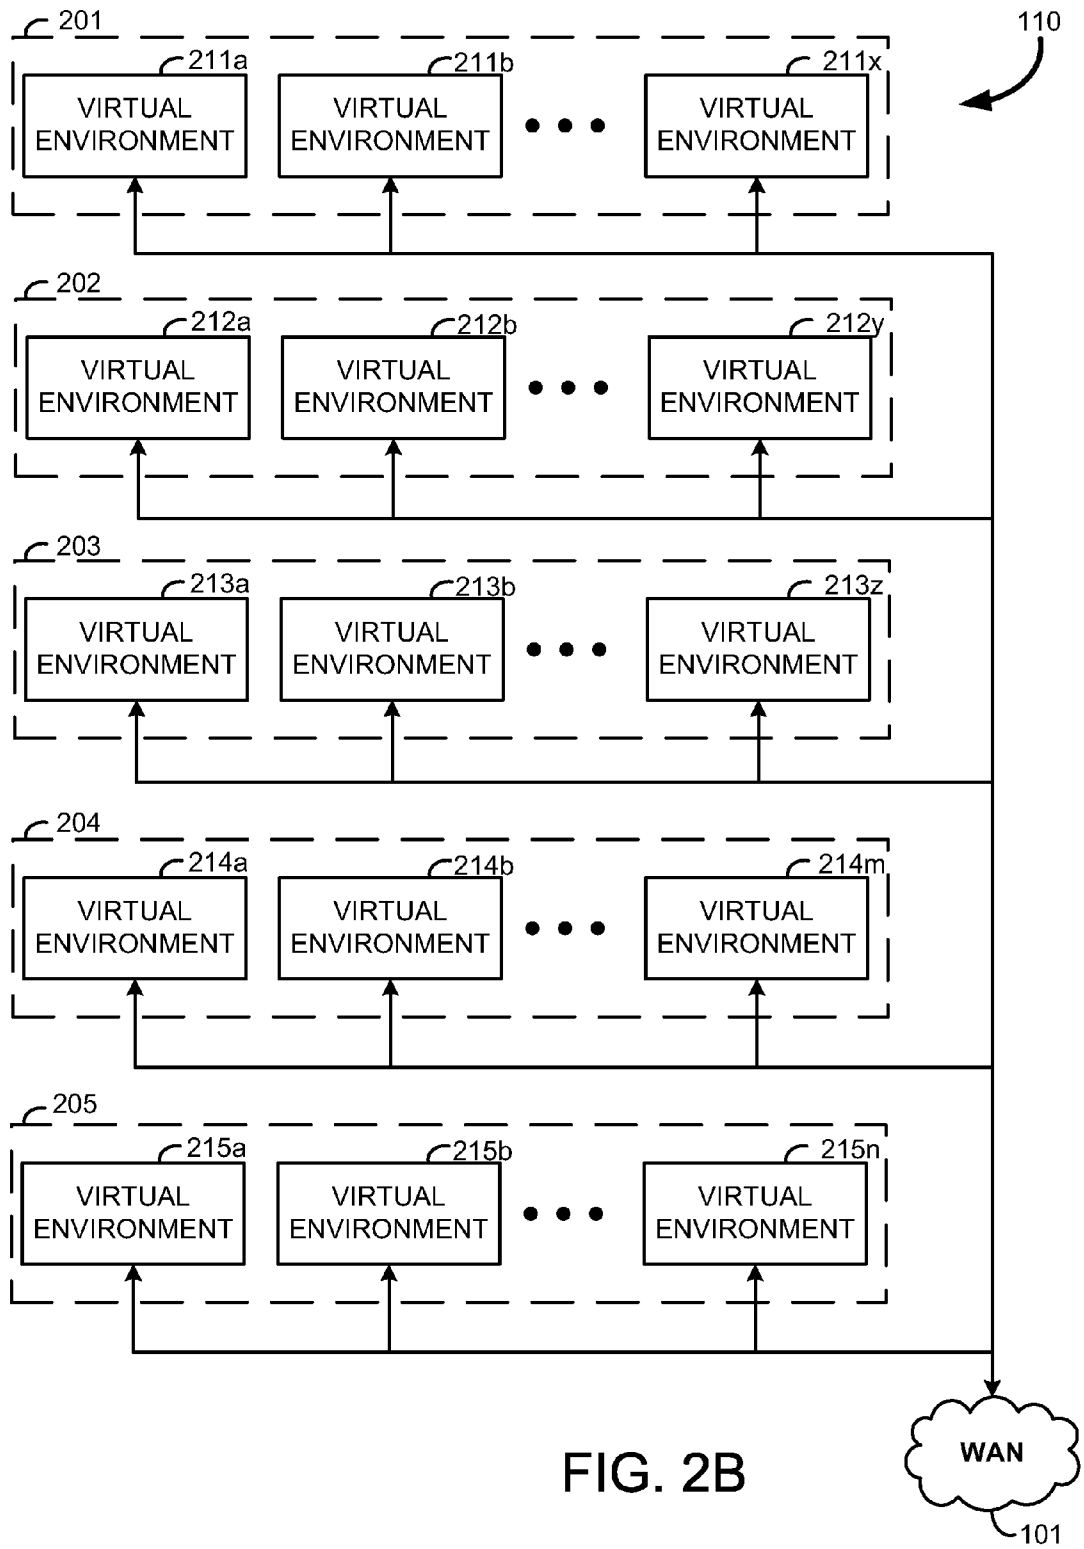 201
110
211a
211b
211x
VIRTUAL
ENVIRONMENT
VIRTUAL
ENVIRONMENT
VIRTUAL
ENVIRONMENT
202
212a
212b
212y
VIRTUAL
ENVIRONMENT
VIRTUAL
ENVIRONMENT
VIRTUAL
ENVIRONMENT
203
213a
213b
213z
VIRTUAL
ENVIRONMENT
VIRTUAL
ENVIRONMENT
VIRTUAL
ENVIRONMENT
204
214a
214b
214m
VIRTUAL
ENVIRONMENT
VIRTUAL
ENVIRONMENT
VIRTUAL
ENVIRONMENT
205
215a
215b
215n
VIRTUAL
ENVIRONMENT
VIRTUAL
ENVIRONMENT
VIRTUAL
ENVIRONMENT
WAN
FIG. 2B
101